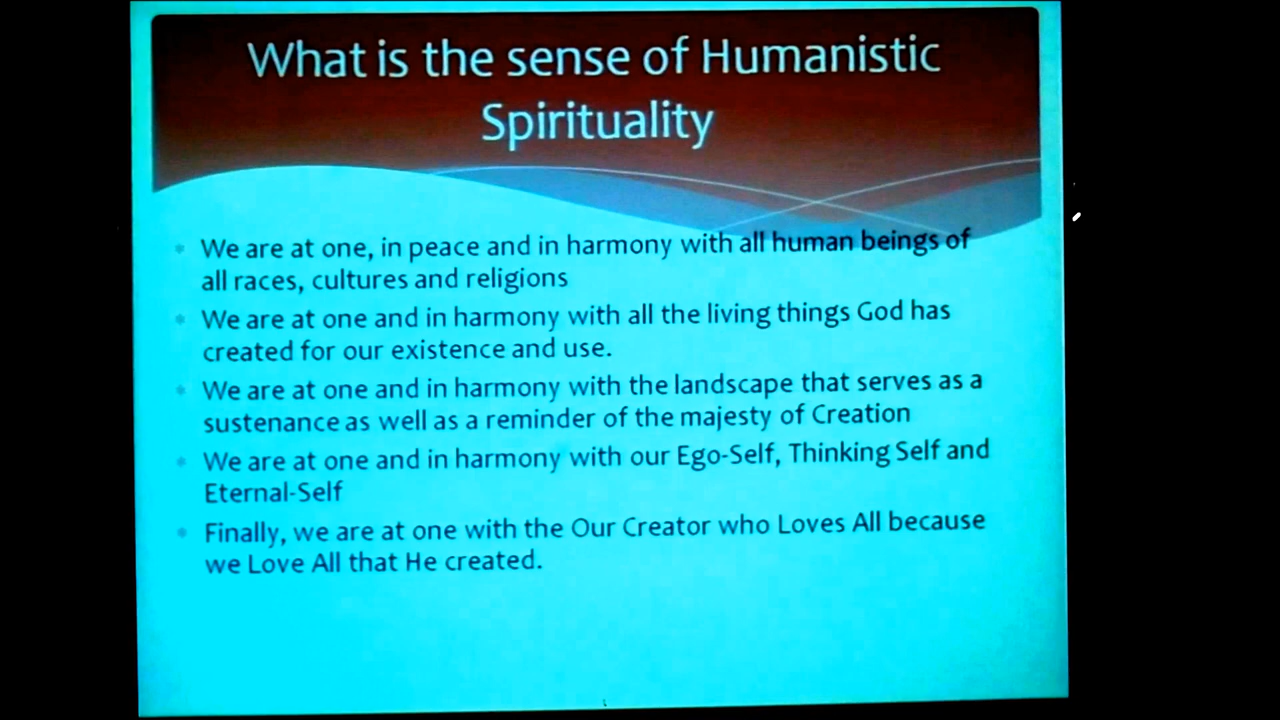 What is the sense of Humanistic
Spirituality
We are at one, in peace and in harmony with all human beings of
all races, cultures and religions
We are at one and in harmony with all the living things God has
created for our existence and use.
We are at one and in harmony with the landscape that serves as a
sustenance as well as a reminder of the majesty of Creation
We are at one and in harmony with our Ego-Self, Thinking Self and
Eternal-Self
Finally, we are at one with the Our Creator who Loves All because
we Love All that He created.